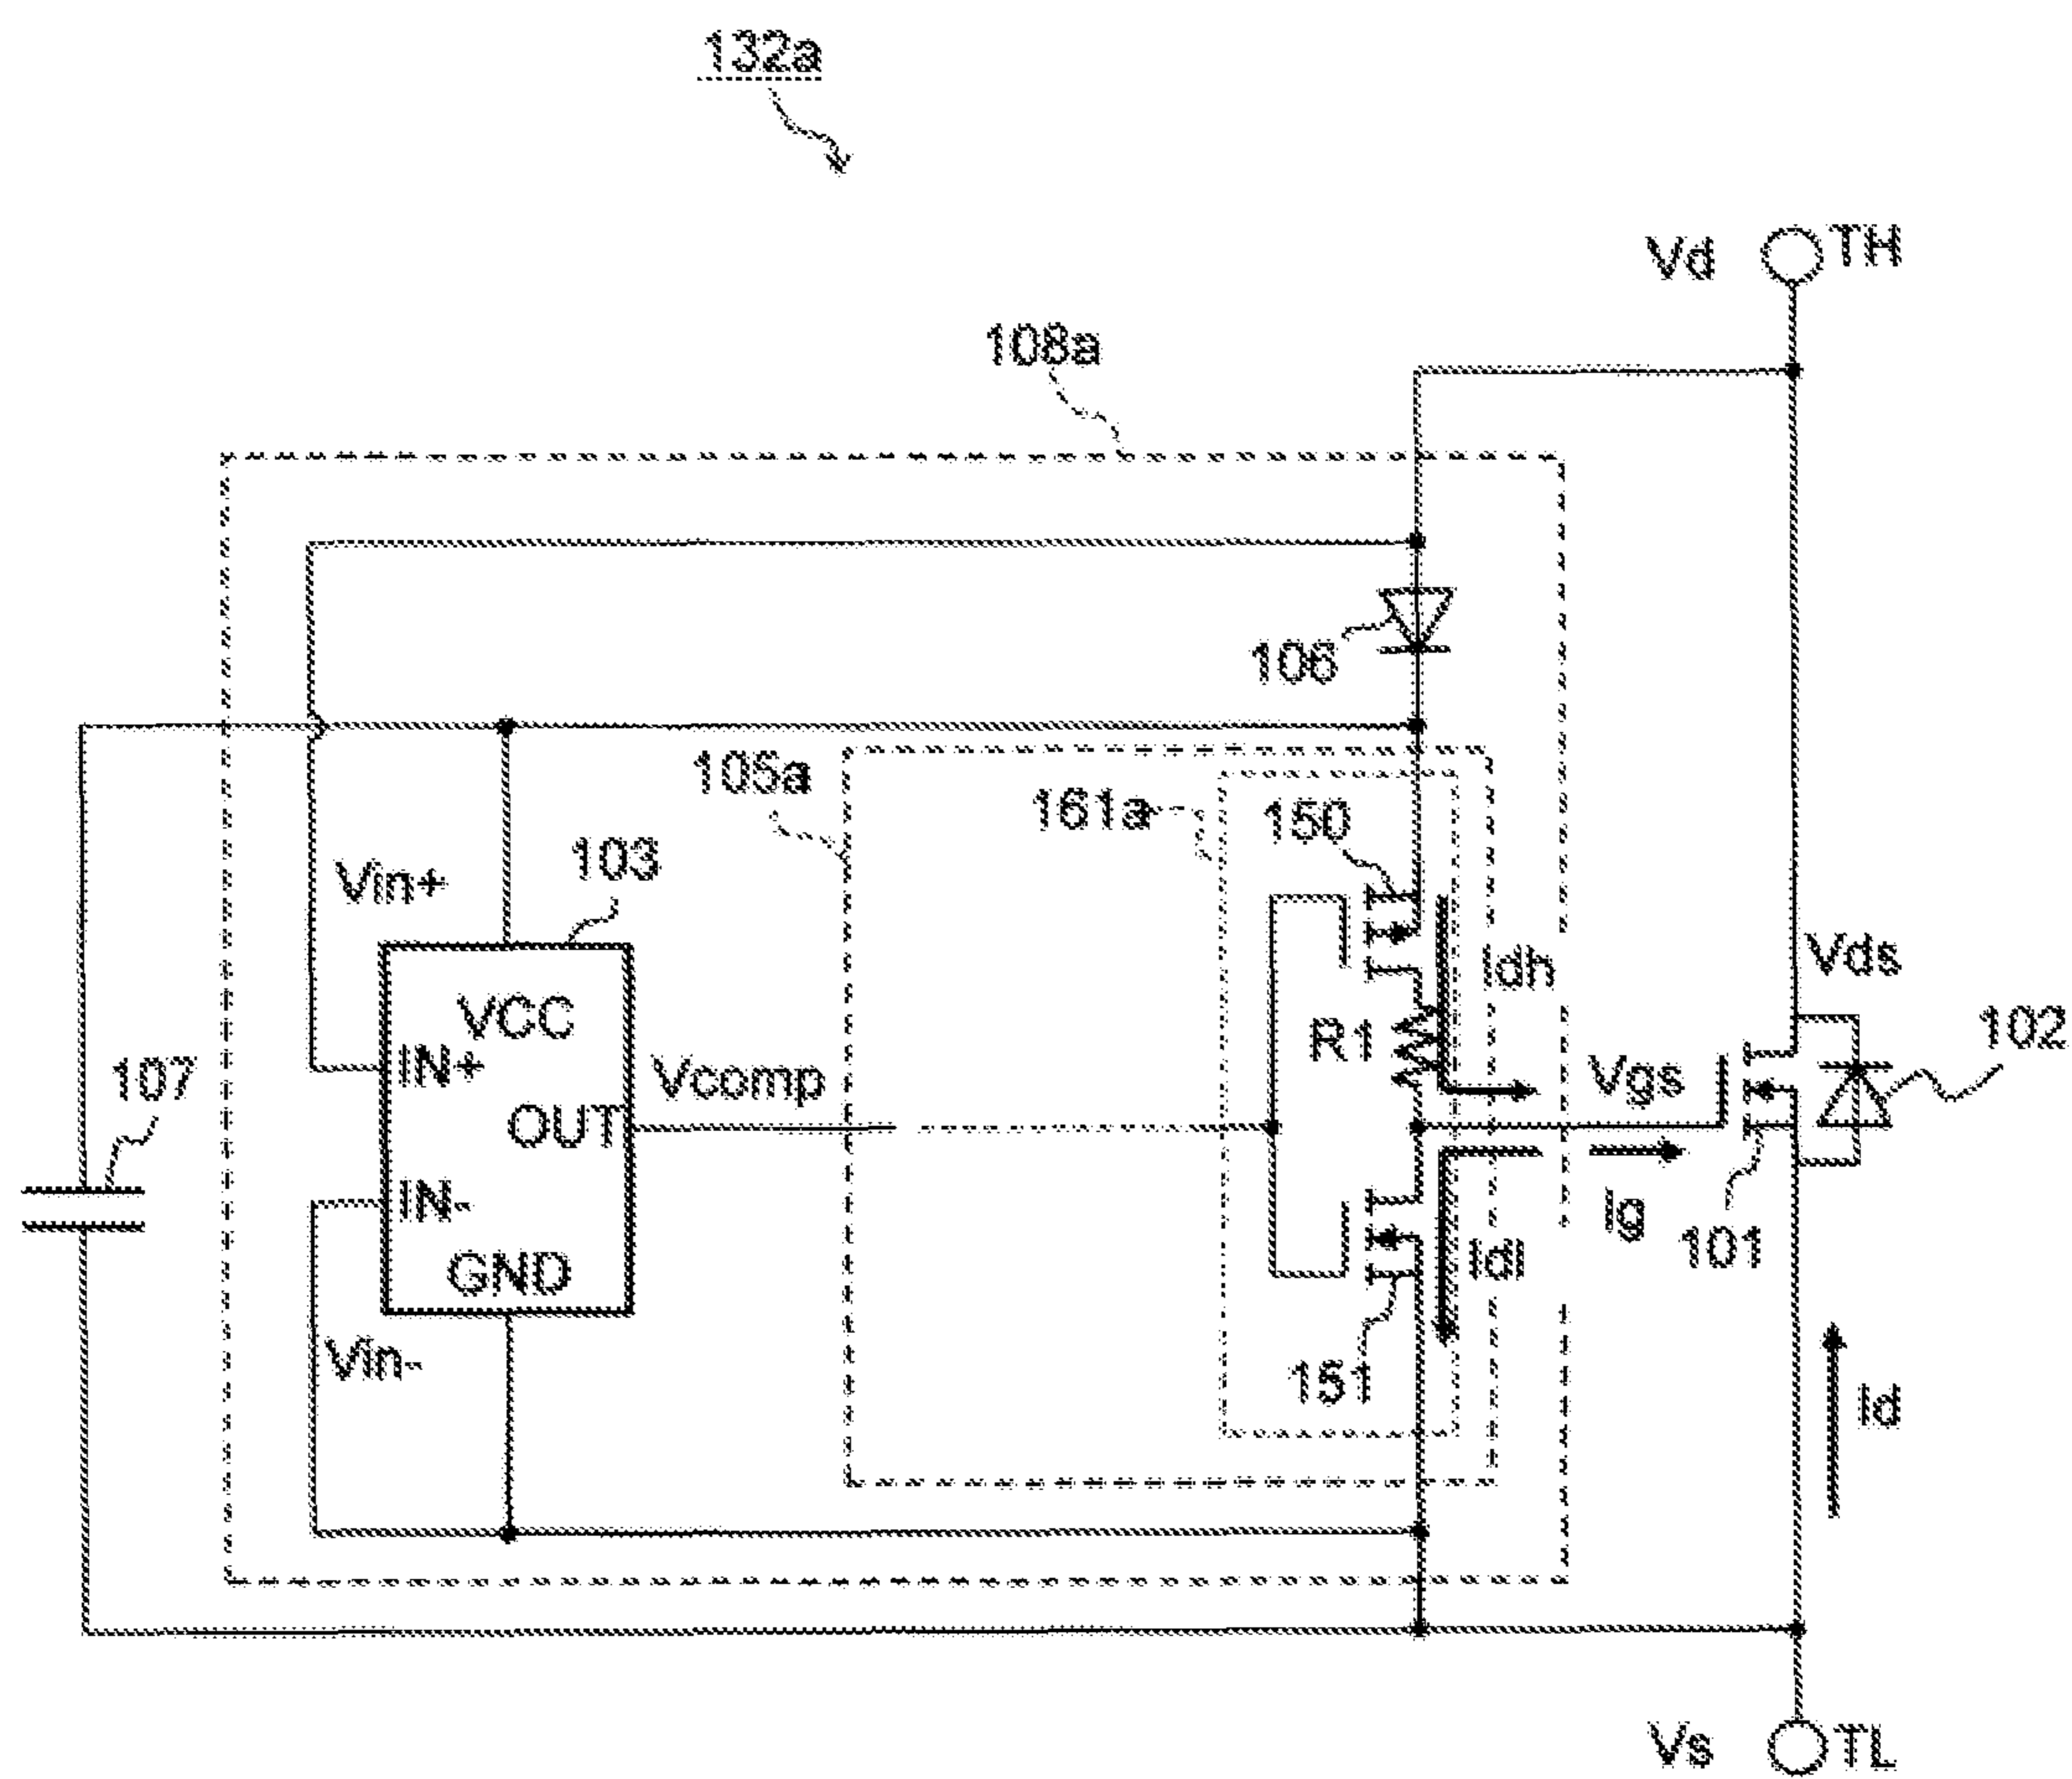 132a
Vd
TH
108a
106
105a
161a
150
Vin+
103
Idh
Vds
VCC
R1
102
107
IN+
Vcomp
Vgs
OUT
IN-
Ig
101
GND
Idl
Vin-
151
Id
Vs
TL